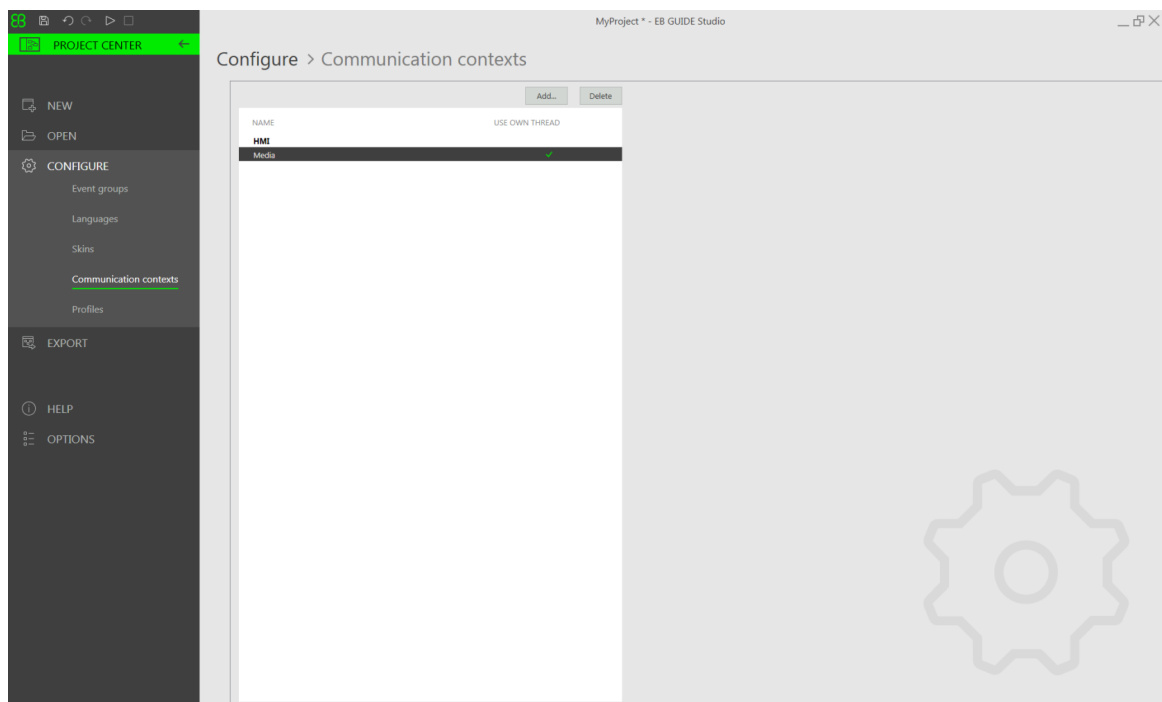 EB
MyProject * - EB GUIDE Studio
PROJECT CENTER
Configure > Communication contexts
NEW
OPEN
CONFIGURE
Event groups
Languages
Skins
Communication contexts
Profiles
EXPORT
HELP
OPTIONS
Add... Delete
NAME USE OWN THREAD
HMI
Media